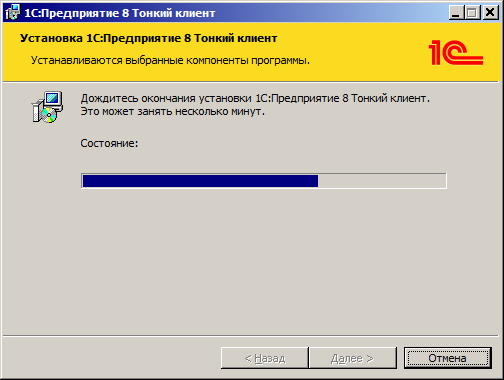 1С:Предприятие 8 Тонкий клиент
Установка 1С:Предприятие 8 Тонкий клиент
Устанавливаются выбранные компоненты программы.
1С
Дождитесь окончания установки 1С:Предприятие 8 Тонкий клиент.
Это может занять несколько минут.
Состояние:
< Назад
Далее >
Отмена